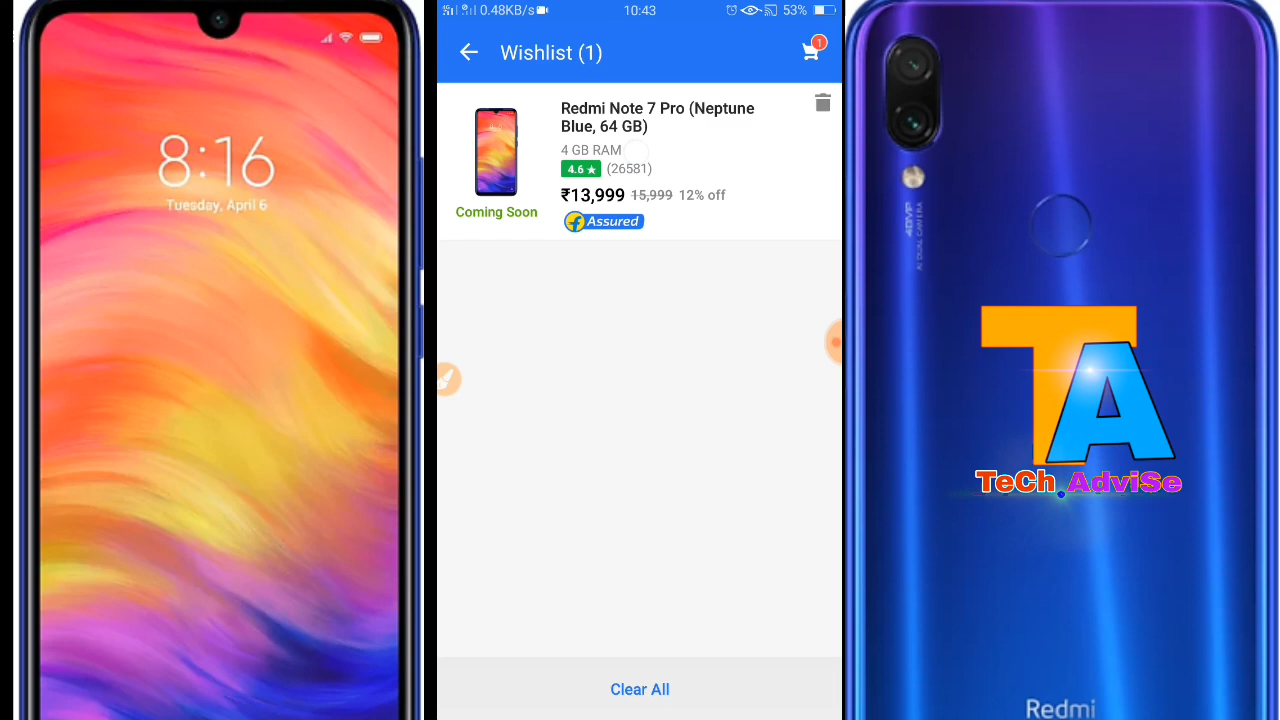 8:16
Tuesday, April 6
0.48KB/s
10:43
53%
Wishlist (1)
1
Redmi Note 7 Pro (Neptune
Blue, 64 GB)
4 GB RAM
4.6 ★ (26581)
₹13,999 15,999 12% off
Coming Soon
f Assured
Clear All
48MP
AI DUAL CAMERA
TA
TeCh AdviSe
Redmi